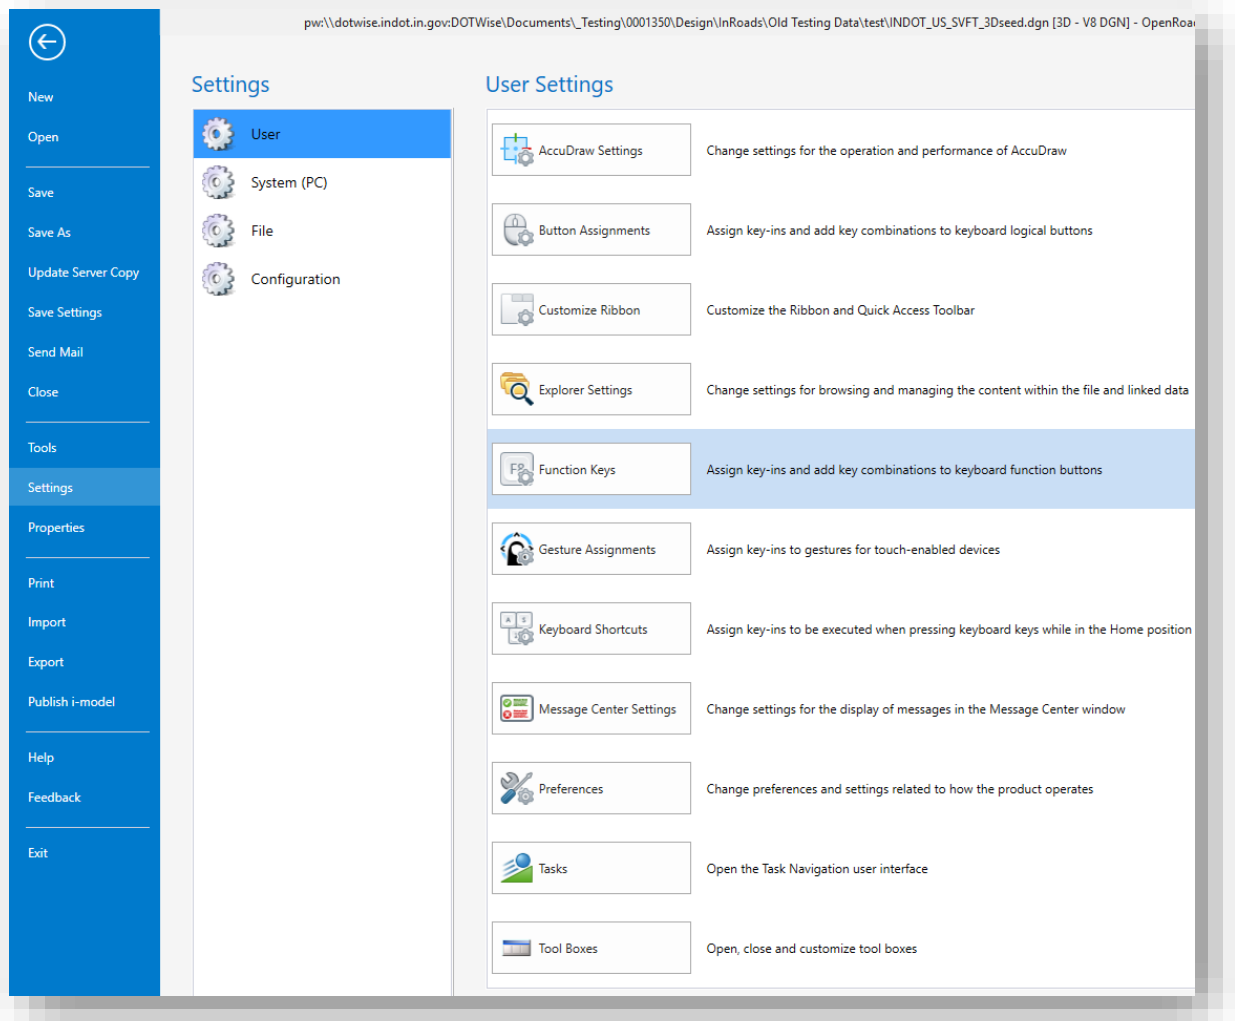 pw:\\dotwise.indot.in.gov:DOTWise\Documents\_Testing\0001350\Design\InRoads\Old Testing Data\test\INDOT_US_SVFT_3Dseed.dgn [3D - V8 DGN] - OpenRoa
New
Open
Save
Save As
Update Server Copy
Save Settings
Send Mail
Close
Tools
Settings
Properties
Print
Import
Export
Publish i-model
Help
Feedback
Exit
Settings
User
System (PC)
File
Configuration
User Settings
AccuDraw Settings Change settings for the operation and performance of AccuDraw
Button Assignments Assign key-ins and add key combinations to keyboard logical buttons
Customize Ribbon Customize the Ribbon and Quick Access Toolbar
Explorer Settings Change settings for browsing and managing the content within the file and linked data
Function Keys Assign key-ins and add key combinations to keyboard function buttons
Gesture Assignments Assign key-ins to gestures for touch-enabled devices
Keyboard Shortcuts Assign key-ins to be executed when pressing keyboard keys while in the Home position
Message Center Settings Change settings for the display of messages in the Message Center window
Preferences Change preferences and settings related to how the product operates
Tasks Open the Task Navigation user interface
Tool Boxes Open, close and customize tool boxes